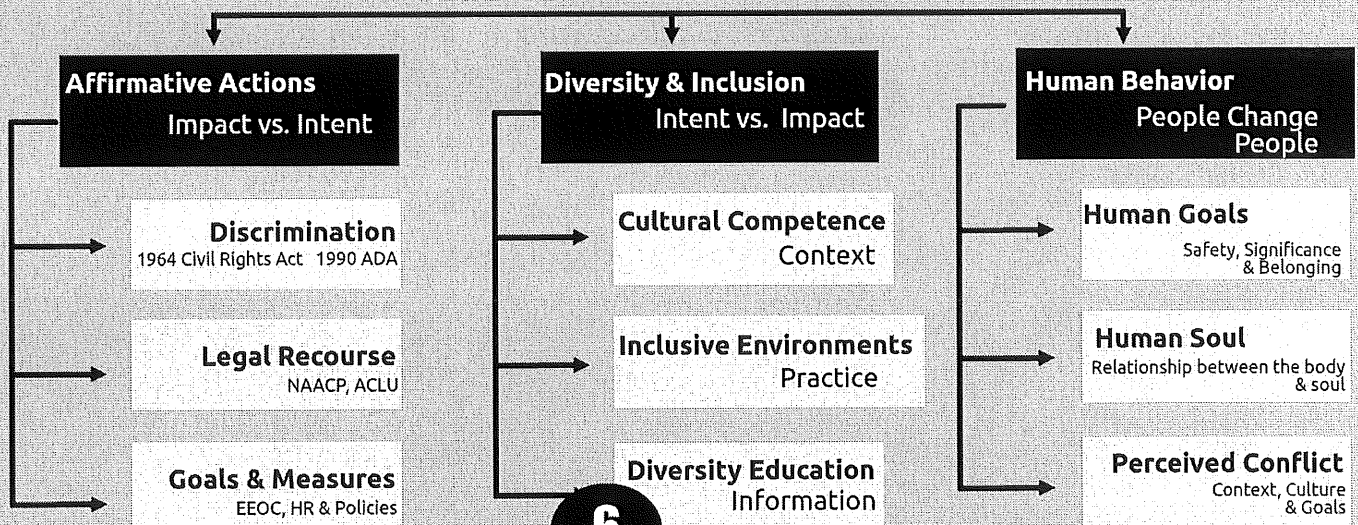 Affirmative Actions
Impact vs. Intent
Discrimination
1964 Civil Rights Act 1990 ADA
Legal Recourse
NAACP, ACLU
Goals & Measures
EEOC, HR & Policies
Diversity & Inclusion
Intent vs. Impact
Cultural Competence
Context
Inclusive Environments
Practice
Diversity Education
Information
6
Human Behavior
People Change
People
Human Goals
Safety, Significance
& Belonging
Human Soul
Relationship between the body
& soul
Perceived Conflict
Context, Culture
& Goals